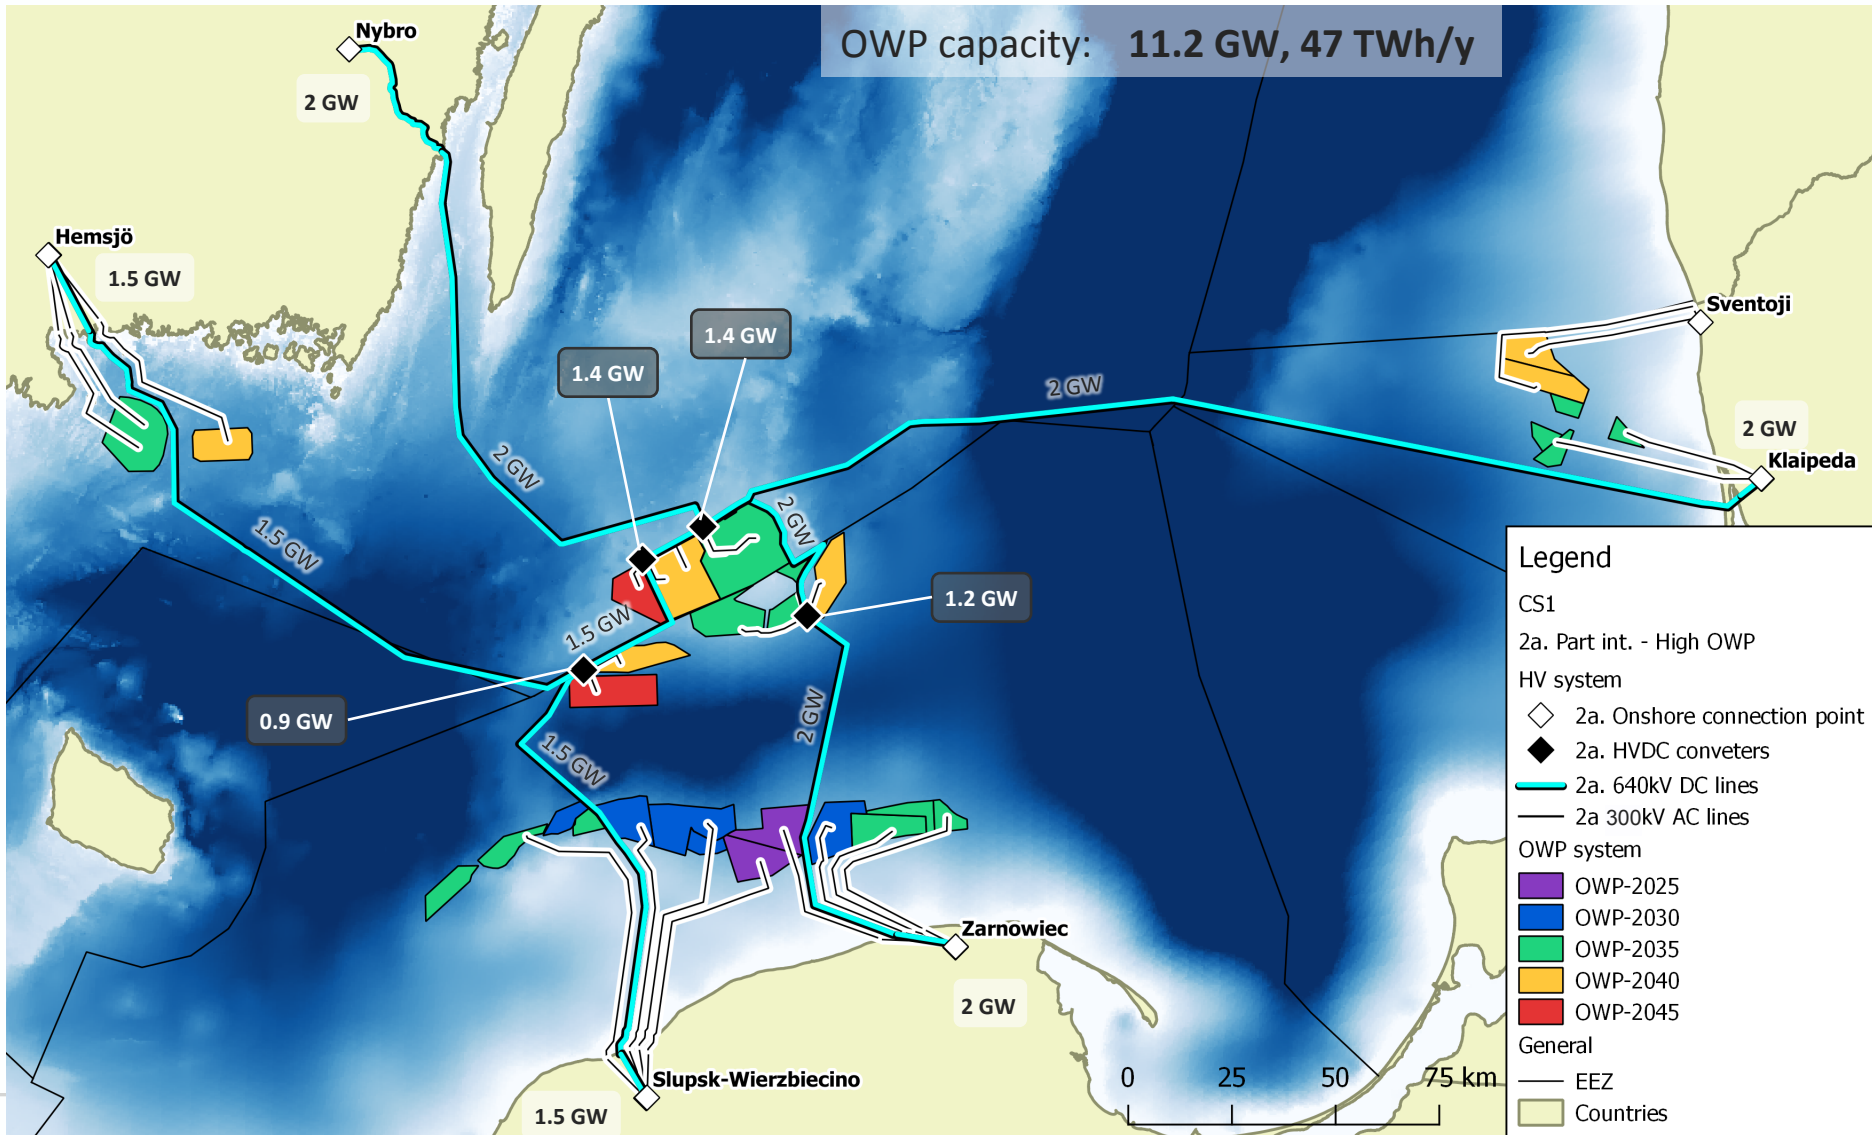 OWP capacity: 11.2 GW, 47 TWh/y
Nybro
2 GW
Hemsjö
1.5 GW
Sventoji
1.4 GW
1.4 GW
2 GW
2 GW
Klaipeda
2 GW
2 GW
1.5 GW
1.2 GW
1.5 GW
0.9 GW
2 GW
1.5 GW
Zarnowiec
2 GW
Slupsk-Wierzbiecino
1.5 GW
0 25 50 75 km
Legend
CS1
2a. Part int. - High OWP
HV system
2a. Onshore connection point
2a. HVDC conveters
2a. 640kV DC lines
2a 300kV AC lines
OWP system
OWP-2025
OWP-2030
OWP-2035
OWP-2040
OWP-2045
General
EEZ
Countries